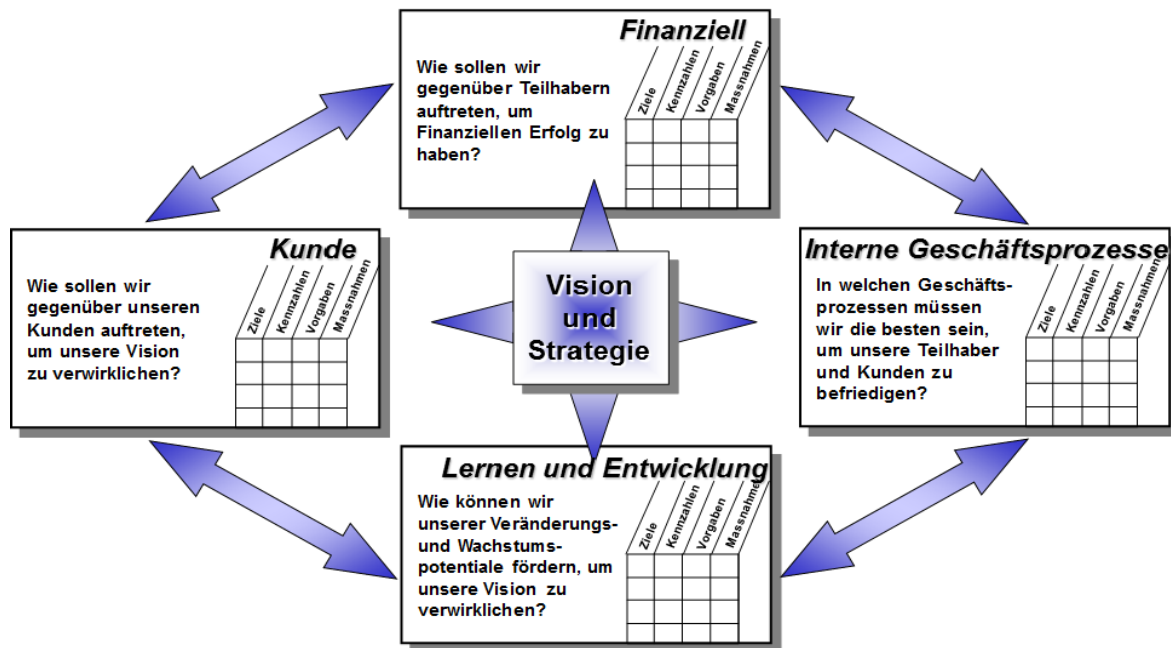 Finanziell
Wie sollen wir
gegenüber Teilhabern
auftreten, um
Finanziellen Erfolg zu
haben?
Ziele
Kennzahlen
Vorgaben
Massnahmen
Kunde
Wie sollen wir
gegenüber unseren
Kunden auftreten,
um unsere Vision
zu verwirklichen?
Ziele
Kennzahlen
Vorgaben
Massnahmen
Vision
und
Strategie
Interne Geschäftsprozesse
In welchen Geschäfts-
prozessen müssen
wir die besten sein,
um unsere Teilhaber
und Kunden zu
befriedigen?
Ziele
Kennzahlen
Vorgaben
Massnahmen
Lernen und Entwicklung
Wie können wir
unserer Veränderungs-
und Wachstums-
potentiale fördern, um
unsere Vision zu
verwirklichen?
Ziele
Kennzahlen
Vorgaben
Massnahmen